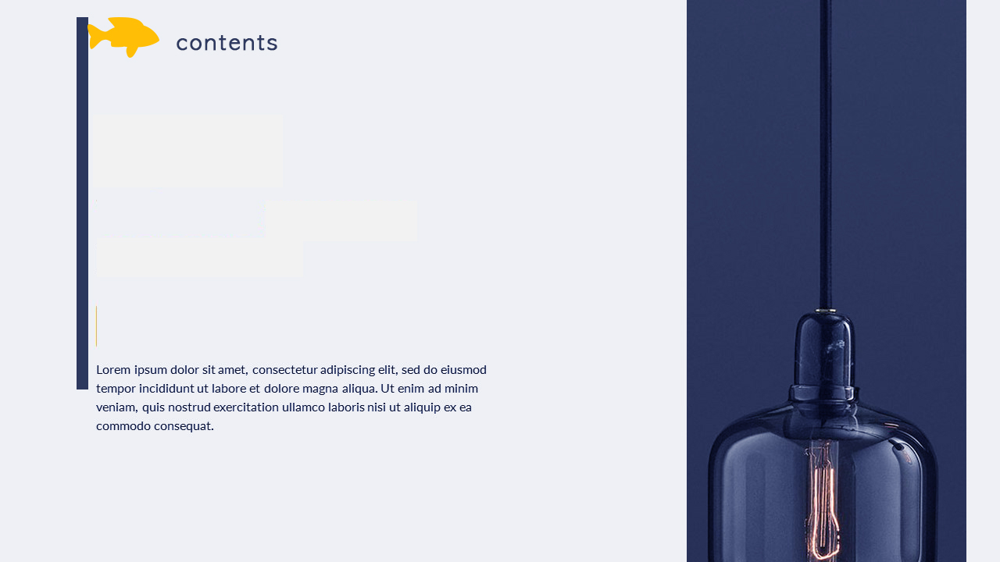 contents
Lorem ipsum dolor sit amet, consectetur adipiscing elit, sed do eiusmod
tempor incididunt ut labore et dolore magna aliqua. Ut enim ad minim
veniam, quis nostrud exercitation ullamco laboris nisi ut aliquip ex ea
commodo consequat.